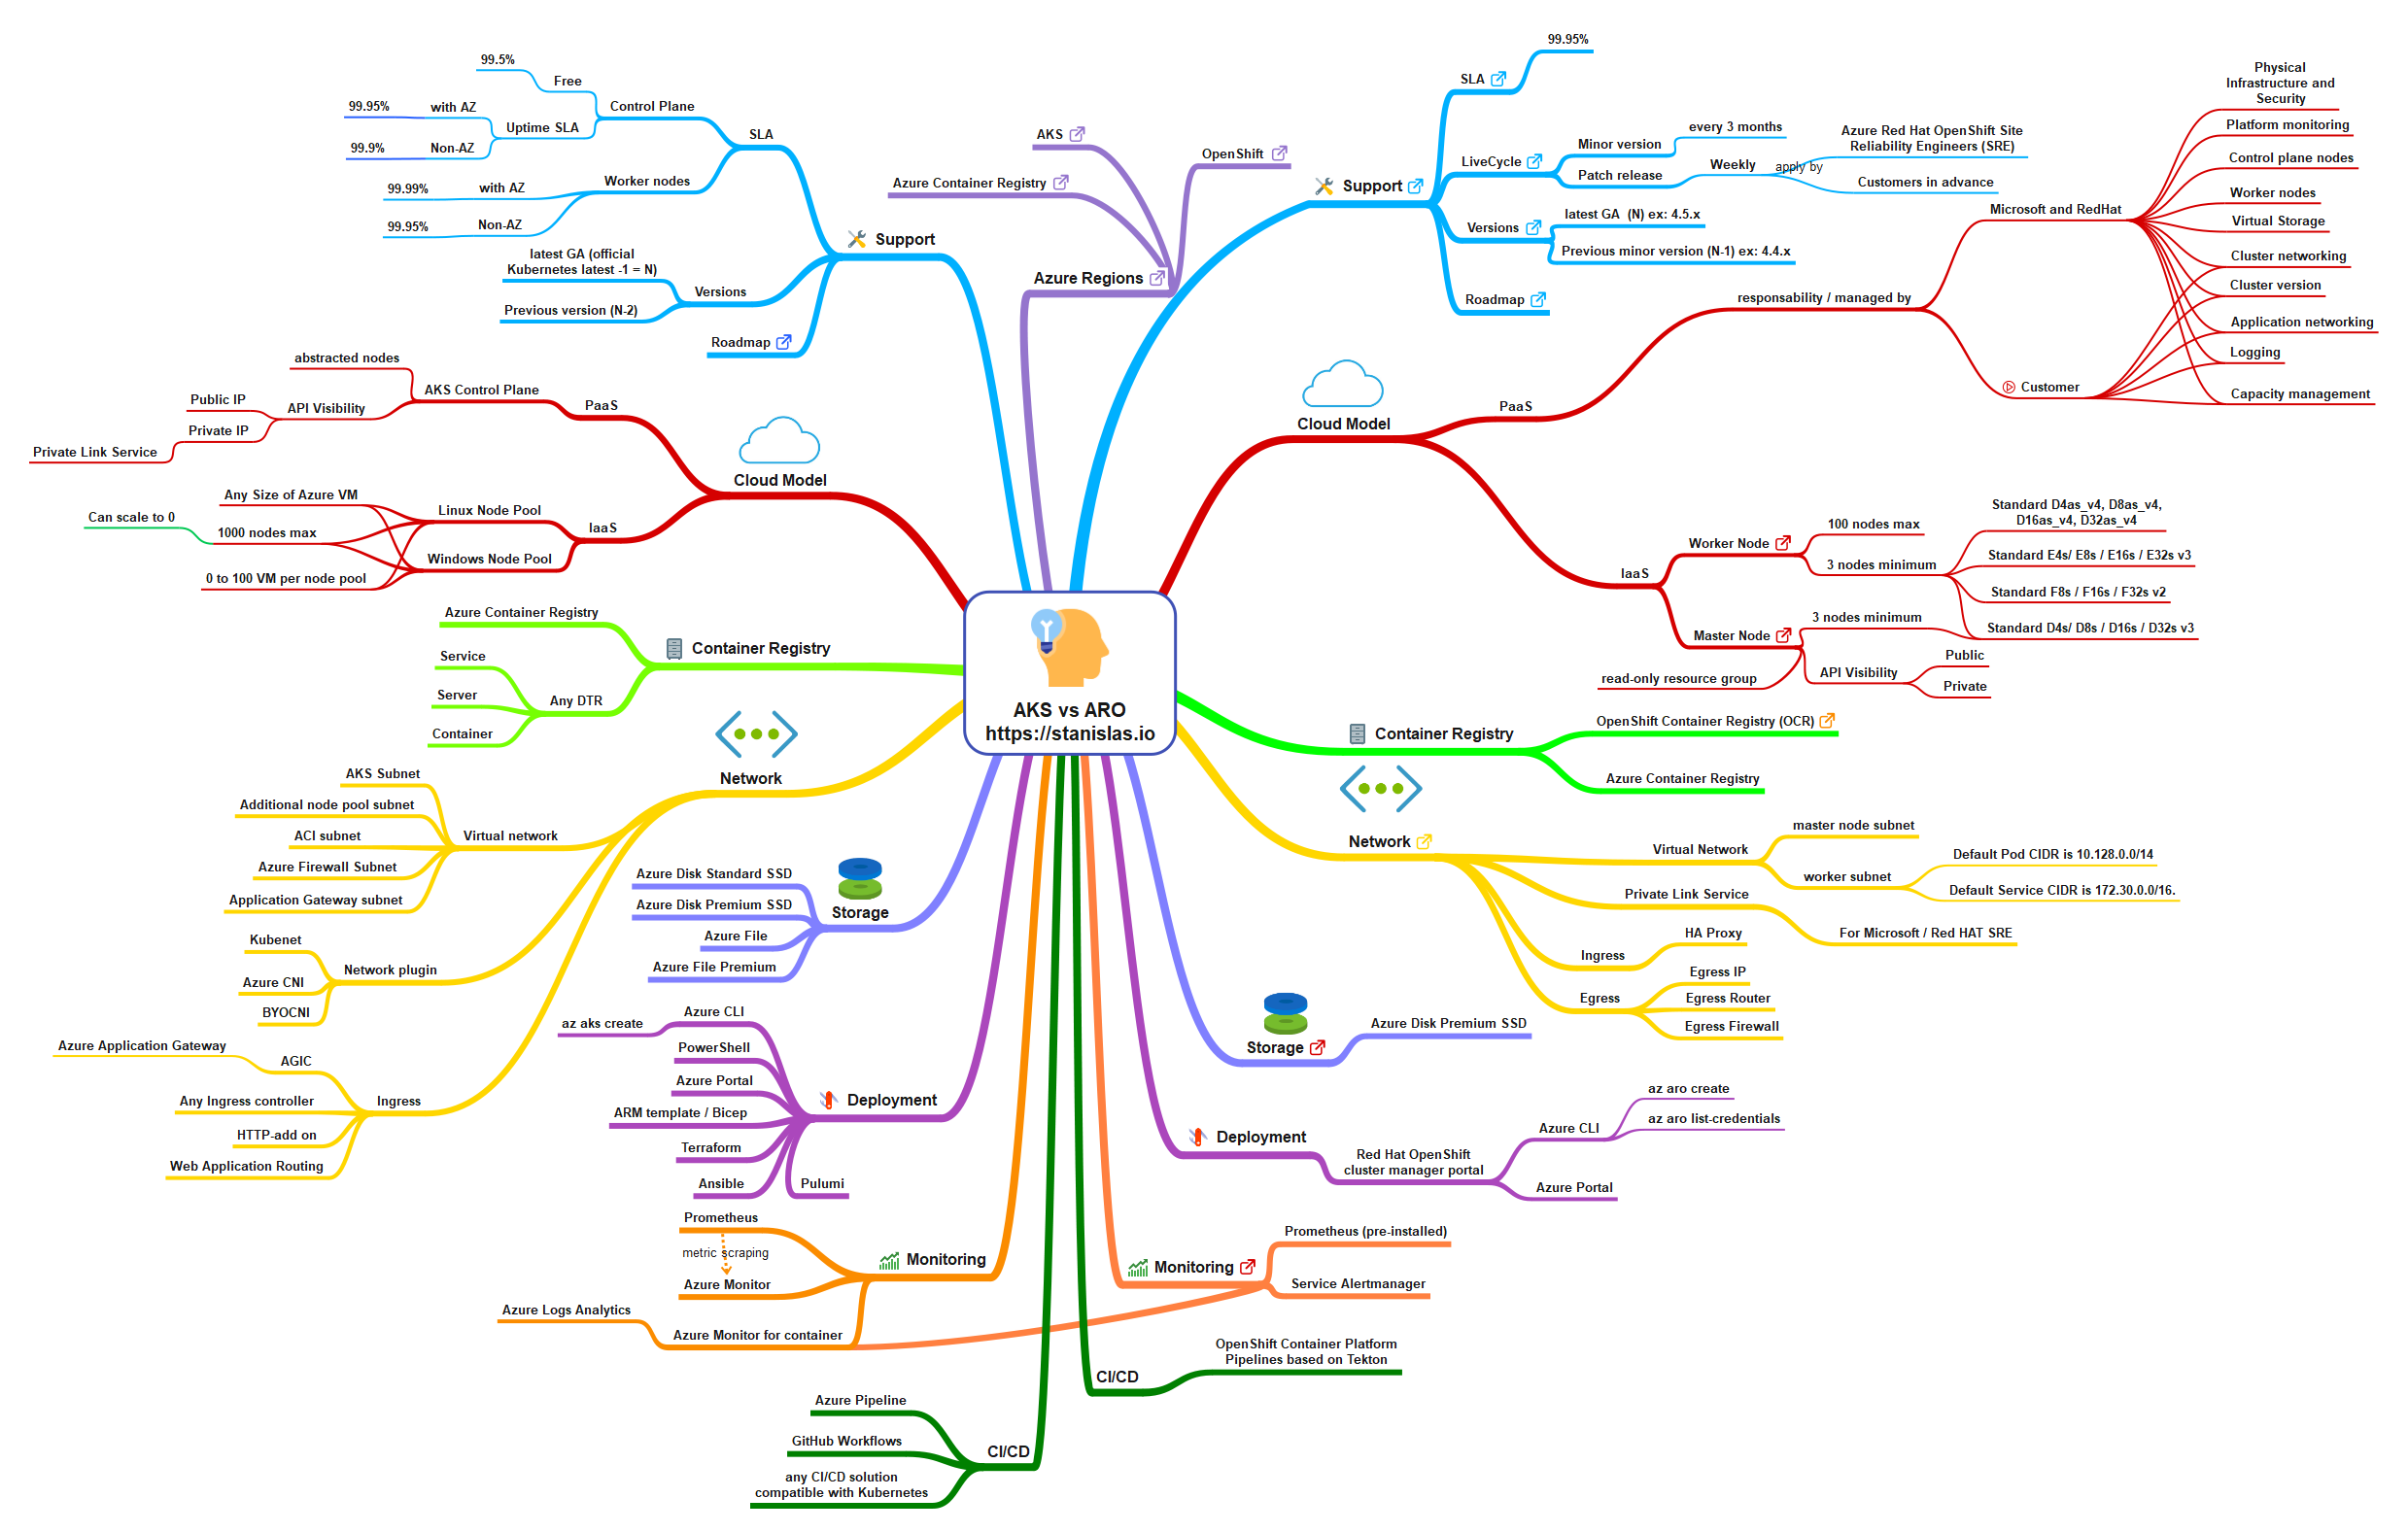 AKS vs ARO
https://stanislas.io
Support
SLA
Control Plane
Free
99.5%
Uptime SLA
with AZ
99.95%
Non-AZ
99.9%
Worker nodes
with AZ
99.99%
Non-AZ
99.95%
Versions
latest GA (official
Kubernetes latest -1 = N)
Previous version (N-2)
Roadmap
Cloud Model
PaaS
AKS Control Plane
abstracted nodes
API Visibility
Public IP
Private IP
Private Link Service
IaaS
Linux Node Pool
Windows Node Pool
Any Size of Azure VM
1000 nodes max
Can scale to 0
0 to 100 VM per node pool
Container Registry
Azure Container Registry
Any DTR
Service
Server
Container
Network
Virtual network
AKS Subnet
Additional node pool subnet
ACI subnet
Azure Firewall Subnet
Application Gateway subnet
Network plugin
Kubenet
Azure CNI
BYOCNI
Ingress
AGIC
Azure Application Gateway
Any Ingress controller
HTTP-add on
Web Application Routing
Storage
Azure Disk Standard SSD
Azure Disk Premium SSD
Azure File
Azure File Premium
Deployment
Azure CLI
az aks create
PowerShell
Azure Portal
ARM template / Bicep
Terraform
Ansible
Pulumi
Monitoring
Prometheus
metric scraping
Azure Monitor
Azure Monitor for container
Azure Logs Analytics
CI/CD
Azure Pipeline
GitHub Workflows
any CI/CD solution
compatible with Kubernetes
Azure Regions
AKS
Azure Container Registry
OpenShift
Support
SLA
99.95%
LiveCycle
Minor version
every 3 months
Patch release
Weekly
apply by
Azure Red Hat OpenShift Site
Reliability Engineers (SRE)
Customers in advance
Versions
latest GA (N) ex: 4.5.x
Previous minor version (N-1) ex: 4.4.x
Roadmap
Cloud Model
PaaS
responsability / managed by
Microsoft and RedHat
Customer
Physical
Infrastructure and
Security
Platform monitoring
Control plane nodes
Worker nodes
Virtual Storage
Cluster networking
Cluster version
Application networking
Logging
Capacity management
IaaS
Worker Node
100 nodes max
3 nodes minimum
Standard D4as_v4, D8as_v4,
D16as_v4, D32as_v4
Standard E4s/ E8s / E16s / E32s v3
Standard F8s / F16s / F32s v2
Standard D4s/ D8s / D16s / D32s v3
Master Node
3 nodes minimum
API Visibility
Public
Private
read-only resource group
Container Registry
OpenShift Container Registry (OCR)
Azure Container Registry
Network
Virtual Network
master node subnet
worker subnet
Default Pod CIDR is 10.128.0.0/14
Default Service CIDR is 172.30.0.0/16.
Private Link Service
For Microsoft / Red HAT SRE
Ingress
HA Proxy
Egress
Egress IP
Egress Router
Egress Firewall
Storage
Azure Disk Premium SSD
Deployment
Red Hat OpenShift
cluster manager portal
Azure CLI
az aro create
az aro list-credentials
Azure Portal
Monitoring
Prometheus (pre-installed)
Service Alertmanager
CI/CD
OpenShift Container Platform
Pipelines based on Tekton